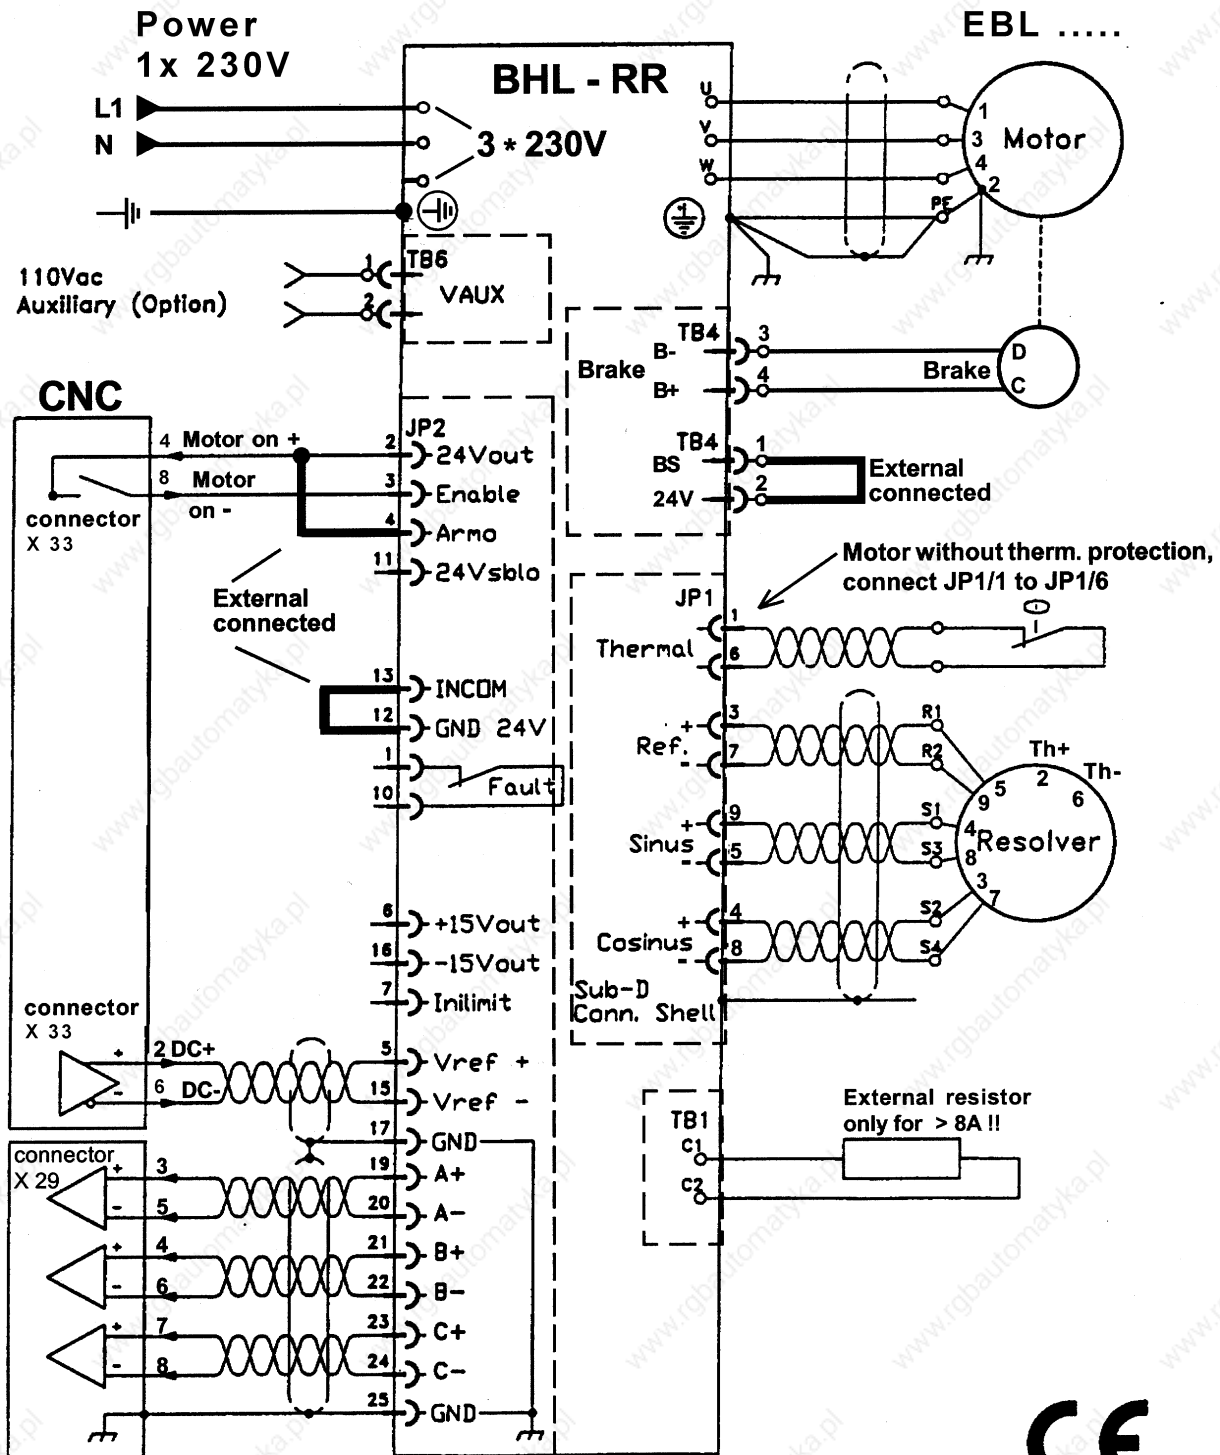 Power
1x 230V
EBL .....
BHL - RR
L1
N
3 * 230V
U
V
W
PE
1
3
4
2
Motor
110Vac
Auxiliary (Option)
1
2
TB6
VAUX
Brake
TB4
B-
B+
3
4
Brake
D
C
TB4
BS
24V
1
2
External
connected
CNC
4 Motor on +
8 Motor
on -
connector
X 33
JP2
2 24Vout
3 Enable
4 Armo
11 24Vsblo
External
connected
13 INCOM
12 GND 24V
1
10
Fault
6 +15Vout
16 -15Vout
7 Inilimit
Motor without therm. protection,
connect JP1/1 to JP1/6
JP1
Thermal
1
6
Ref.
+ 3
- 7
R1
R2
Th+
Th-
2
6
5
9
Sinus
+ 9
- 5
S1
S3
4
8
Resolver
3
7
Cosinus
+ 4
- 8
S2
S4
Sub-D
Conn. Shell
connector
X 33
+ 2 DC+
- 6 DC-
5 Vref +
15 Vref -
17 GND
TB1
C1
C2
External resistor
only for > 8A !!
connector
X 29
+ 3
- 5
19 A+
20 A-
+ 4
- 6
21 B+
22 B-
+ 7
- 8
23 C+
24 C-
25 GND
CE
www.rgbautomatyka.pl